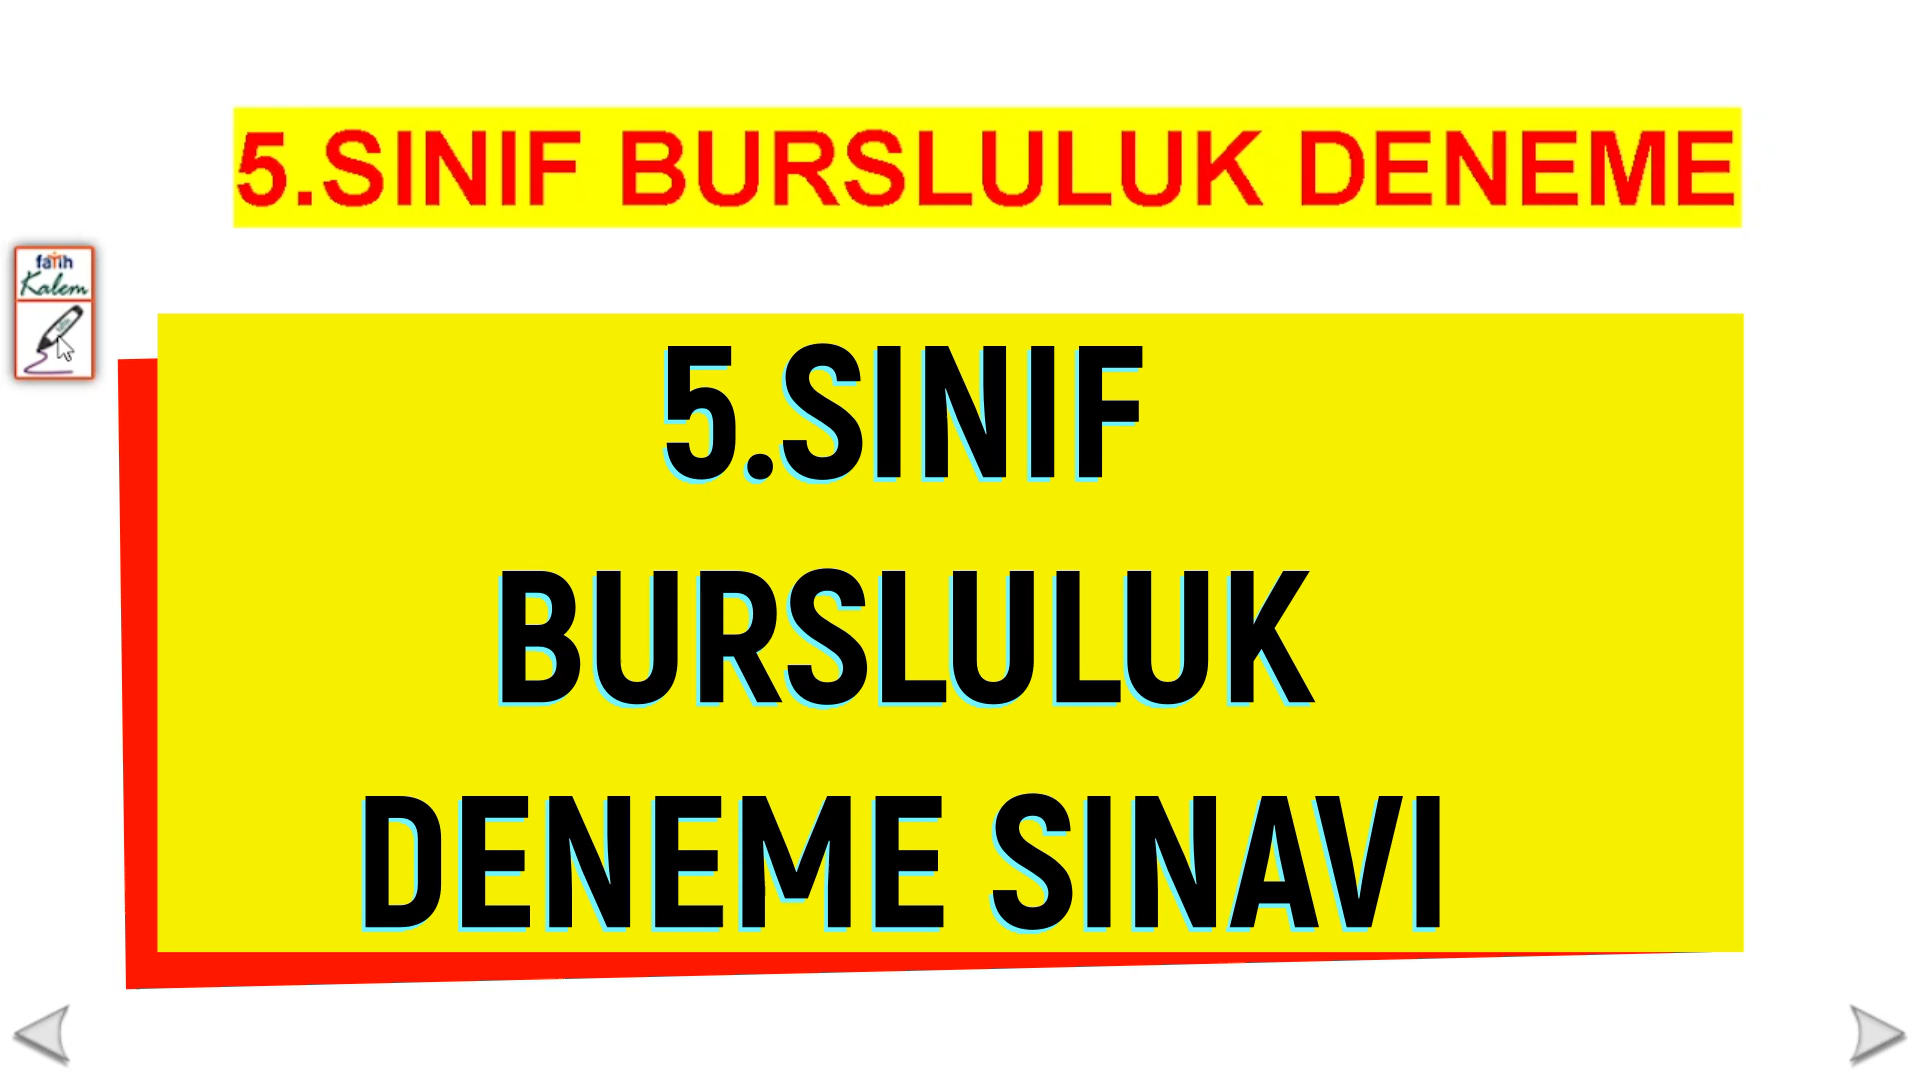 5.SINIF BURSLULUK DENEME
fatih
Kalem
5.SINIF
BURSLULUK
DENEME SINAVI